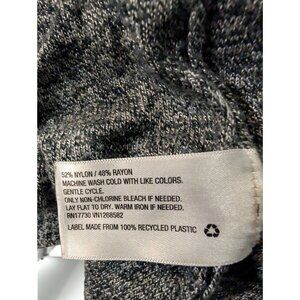 52% NYLON / 48% RAYON
MACHINE WASH COLD WITH LIKE COLORS.
GENTLE CYCLE.
ONLY NON-CHLORINE BLEACH IF NEEDED.
LAY FLAT TO DRY. WARM IRON IF NEEDED.
RN17730 VN1268582
LABEL MADE FROM 100% RECYCLED PLASTIC